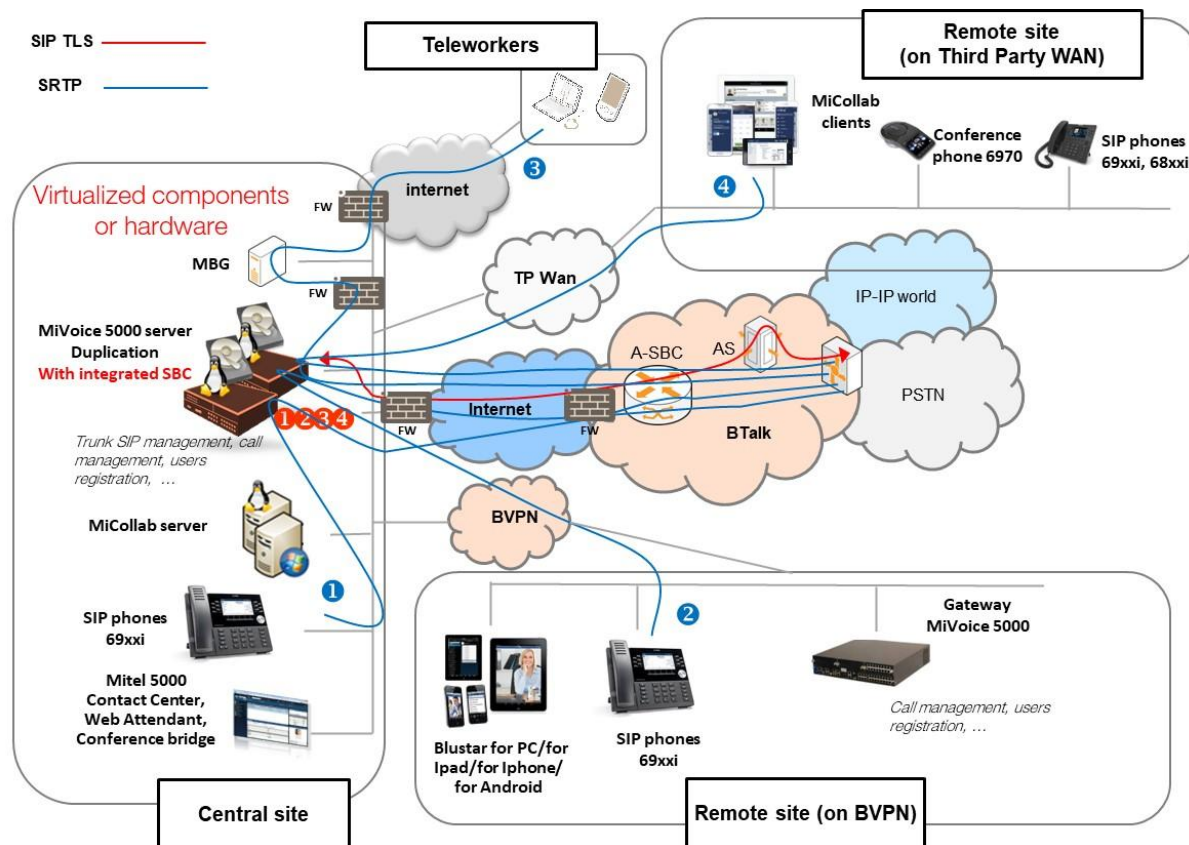 SIP TLS
SRTP
Teleworkers
Remote site
(on Third Party WAN)
MiCollab
clients
Conference
phone 6970
SIP phones
69xxi, 68xxi
internet
3
4
FW
Virtualized components
or hardware
MBG
FW
TP Wan
IP-IP world
MiVoice 5000 server
Duplication
With integrated SBC
A-SBC
AS
Internet
PSTN
1 2 3 4
FW
FW
BTalk
Trunk SIP management, call
management, users
registration, ...
BVPN
MiCollab server
1
2
SIP phones
69xxi
Gateway
MiVoice 5000
Mitel 5000
Contact Center,
Web Attendant,
Conference bridge
Call management, users
registration, ...
Blustar for PC/for
Ipad/for Iphone/
for Android
SIP phones
69xxi
Central site
Remote site (on BVPN)